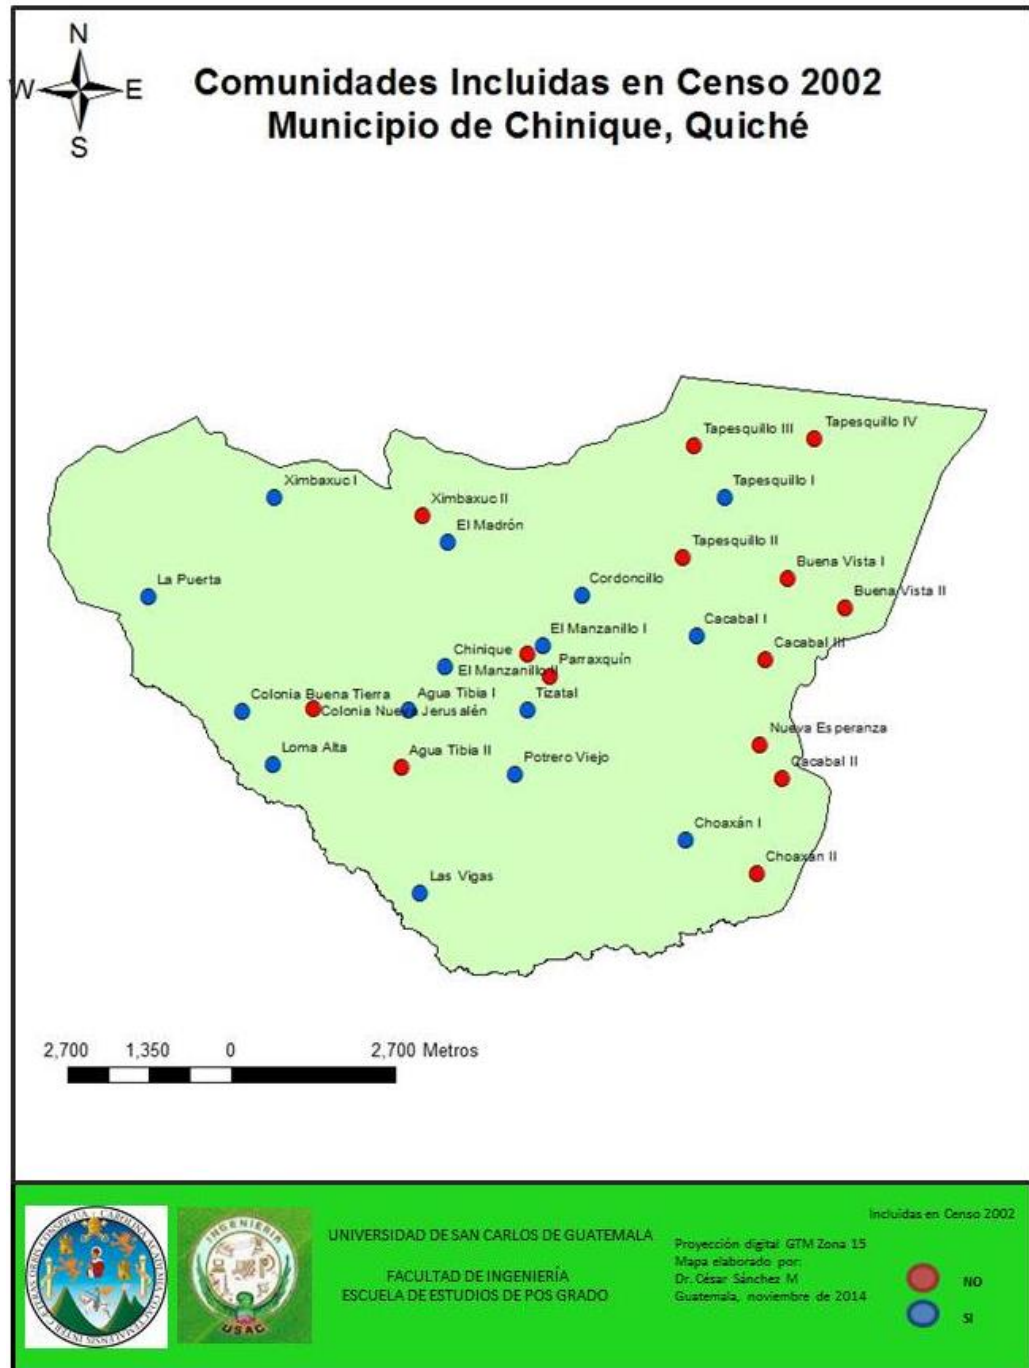 N
W E
S
Comunidades Incluidas en Censo 2002
Municipio de Chinique, Quiché
Tapesquillo III
Tapesquillo IV
Ximbaxuc I
Tapesquillo I
Ximbaxuc II
El Madrón
Tapesquillo II
Buena Vista I
La Puerta
Cordoncillo
Buena Vista II
Cacabal I
El Manzanillo I
Chinique
Parraxquín
Cacabal III
El Manzanillo II
Colonia Buena Tierra
Agua Tibia I
Tizatal
Colonia Nueva Jerusalén
Nueva Esperanza
Loma Alta
Agua Tibia II
Potrero Viejo
Cacabal II
Choaxán I
Choaxán II
Las Vigas
2,700 1,350 0 2,700 Metros
UNIVERSIDAD DE SAN CARLOS DE GUATEMALA
FACULTAD DE INGENIERÍA
ESCUELA DE ESTUDIOS DE POS GRADO
Proyección digital GTM Zona 15
Mapa elaborado por:
Dr. César Sánchez M
Guatemala, noviembre de 2014
Incluidas en Censo 2002
NO
SI
INGENIERIA
USAC